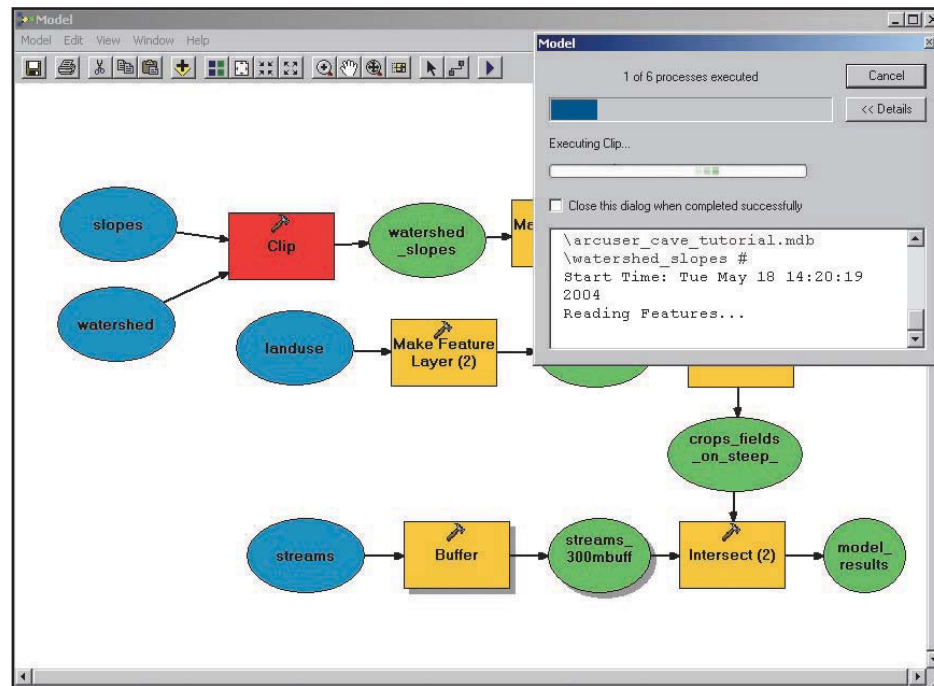 Model
Model Edit View Window Help
Model
1 of 6 processes executed
Cancel
<< Details
Executing Clip...
Close this dialog when completed successfully
\arcuser_cave_tutorial.mdb
\watershed_slopes #
Start Time: Tue May 18 14:20:19
2004
Reading Features...
slopes
Clip
watershed
_slopes
watershed
landuse
Make Feature
Layer (2)
crops_fields
_on_steep_
streams
Buffer
streams_
300mbuff
Intersect (2)
model_
results